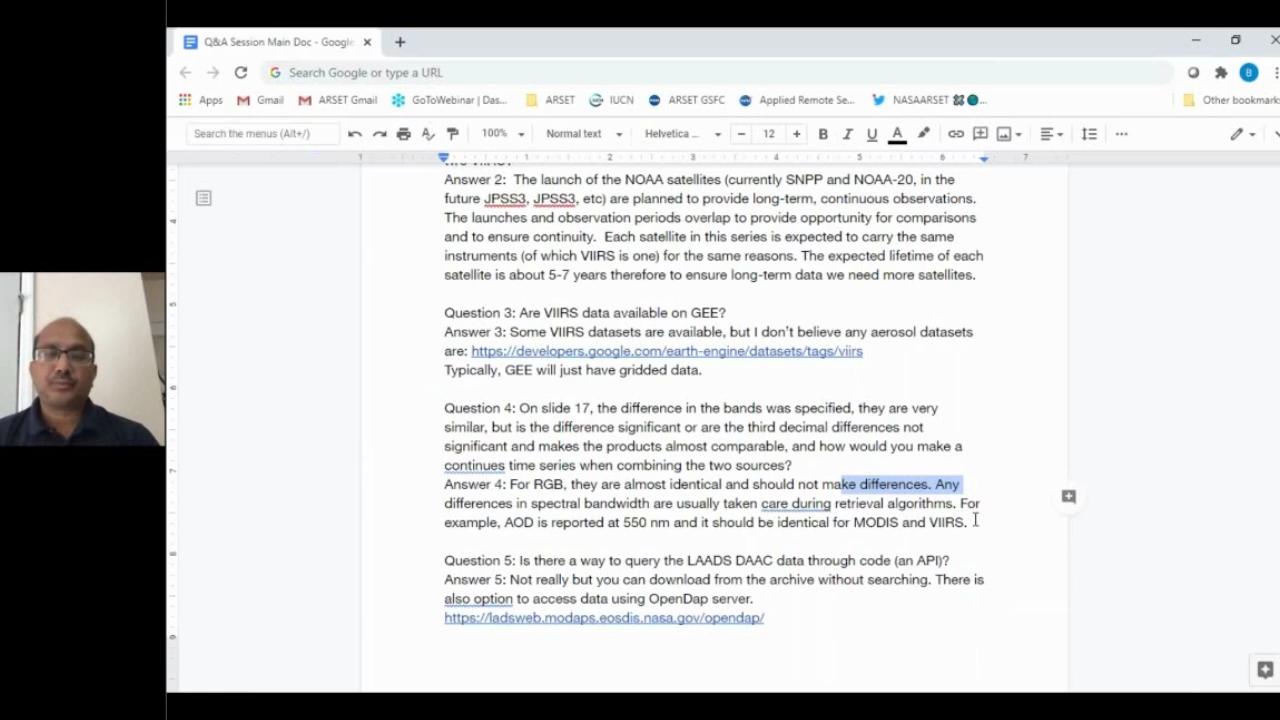 Q&A Session Main Doc - Google
Search Google or type a URL
B
Apps Gmail ARSET Gmail GoToWebinar | Das... ARSET IUCN ARSET GSFC Applied Remote Se... NASAARSET Other bookmarks
Search the menus (Alt+/) 100% Normal text Helvetica ... − 12 + B I U A
1 1 2 3 4 5 6 7
Answer 2: The launch of the NOAA satellites (currently SNPP and NOAA-20, in the
future JPSS3, JPSS3, etc) are planned to provide long-term, continuous observations.
The launches and observation periods overlap to provide opportunity for comparisons
and to ensure continuity. Each satellite in this series is expected to carry the same
instruments (of which VIIRS is one) for the same reasons. The expected lifetime of each
satellite is about 5-7 years therefore to ensure long-term data we need more satellites.
Question 3: Are VIIRS data available on GEE?
Answer 3: Some VIIRS datasets are available, but I don't believe any aerosol datasets
are: https://developers.google.com/earth-engine/datasets/tags/viirs
Typically, GEE will just have gridded data.
Question 4: On slide 17, the difference in the bands was specified, they are very
similar, but is the difference significant or are the third decimal differences not
significant and makes the products almost comparable, and how would you make a
continues time series when combining the two sources?
Answer 4: For RGB, they are almost identical and should not make differences. Any
differences in spectral bandwidth are usually taken care during retrieval algorithms. For
example, AOD is reported at 550 nm and it should be identical for MODIS and VIIRS.
Question 5: Is there a way to query the LAADS DAAC data through code (an API)?
Answer 5: Not really but you can download from the archive without searching. There is
also option to access data using OpenDap server.
https://ladsweb.modaps.eosdis.nasa.gov/opendap/